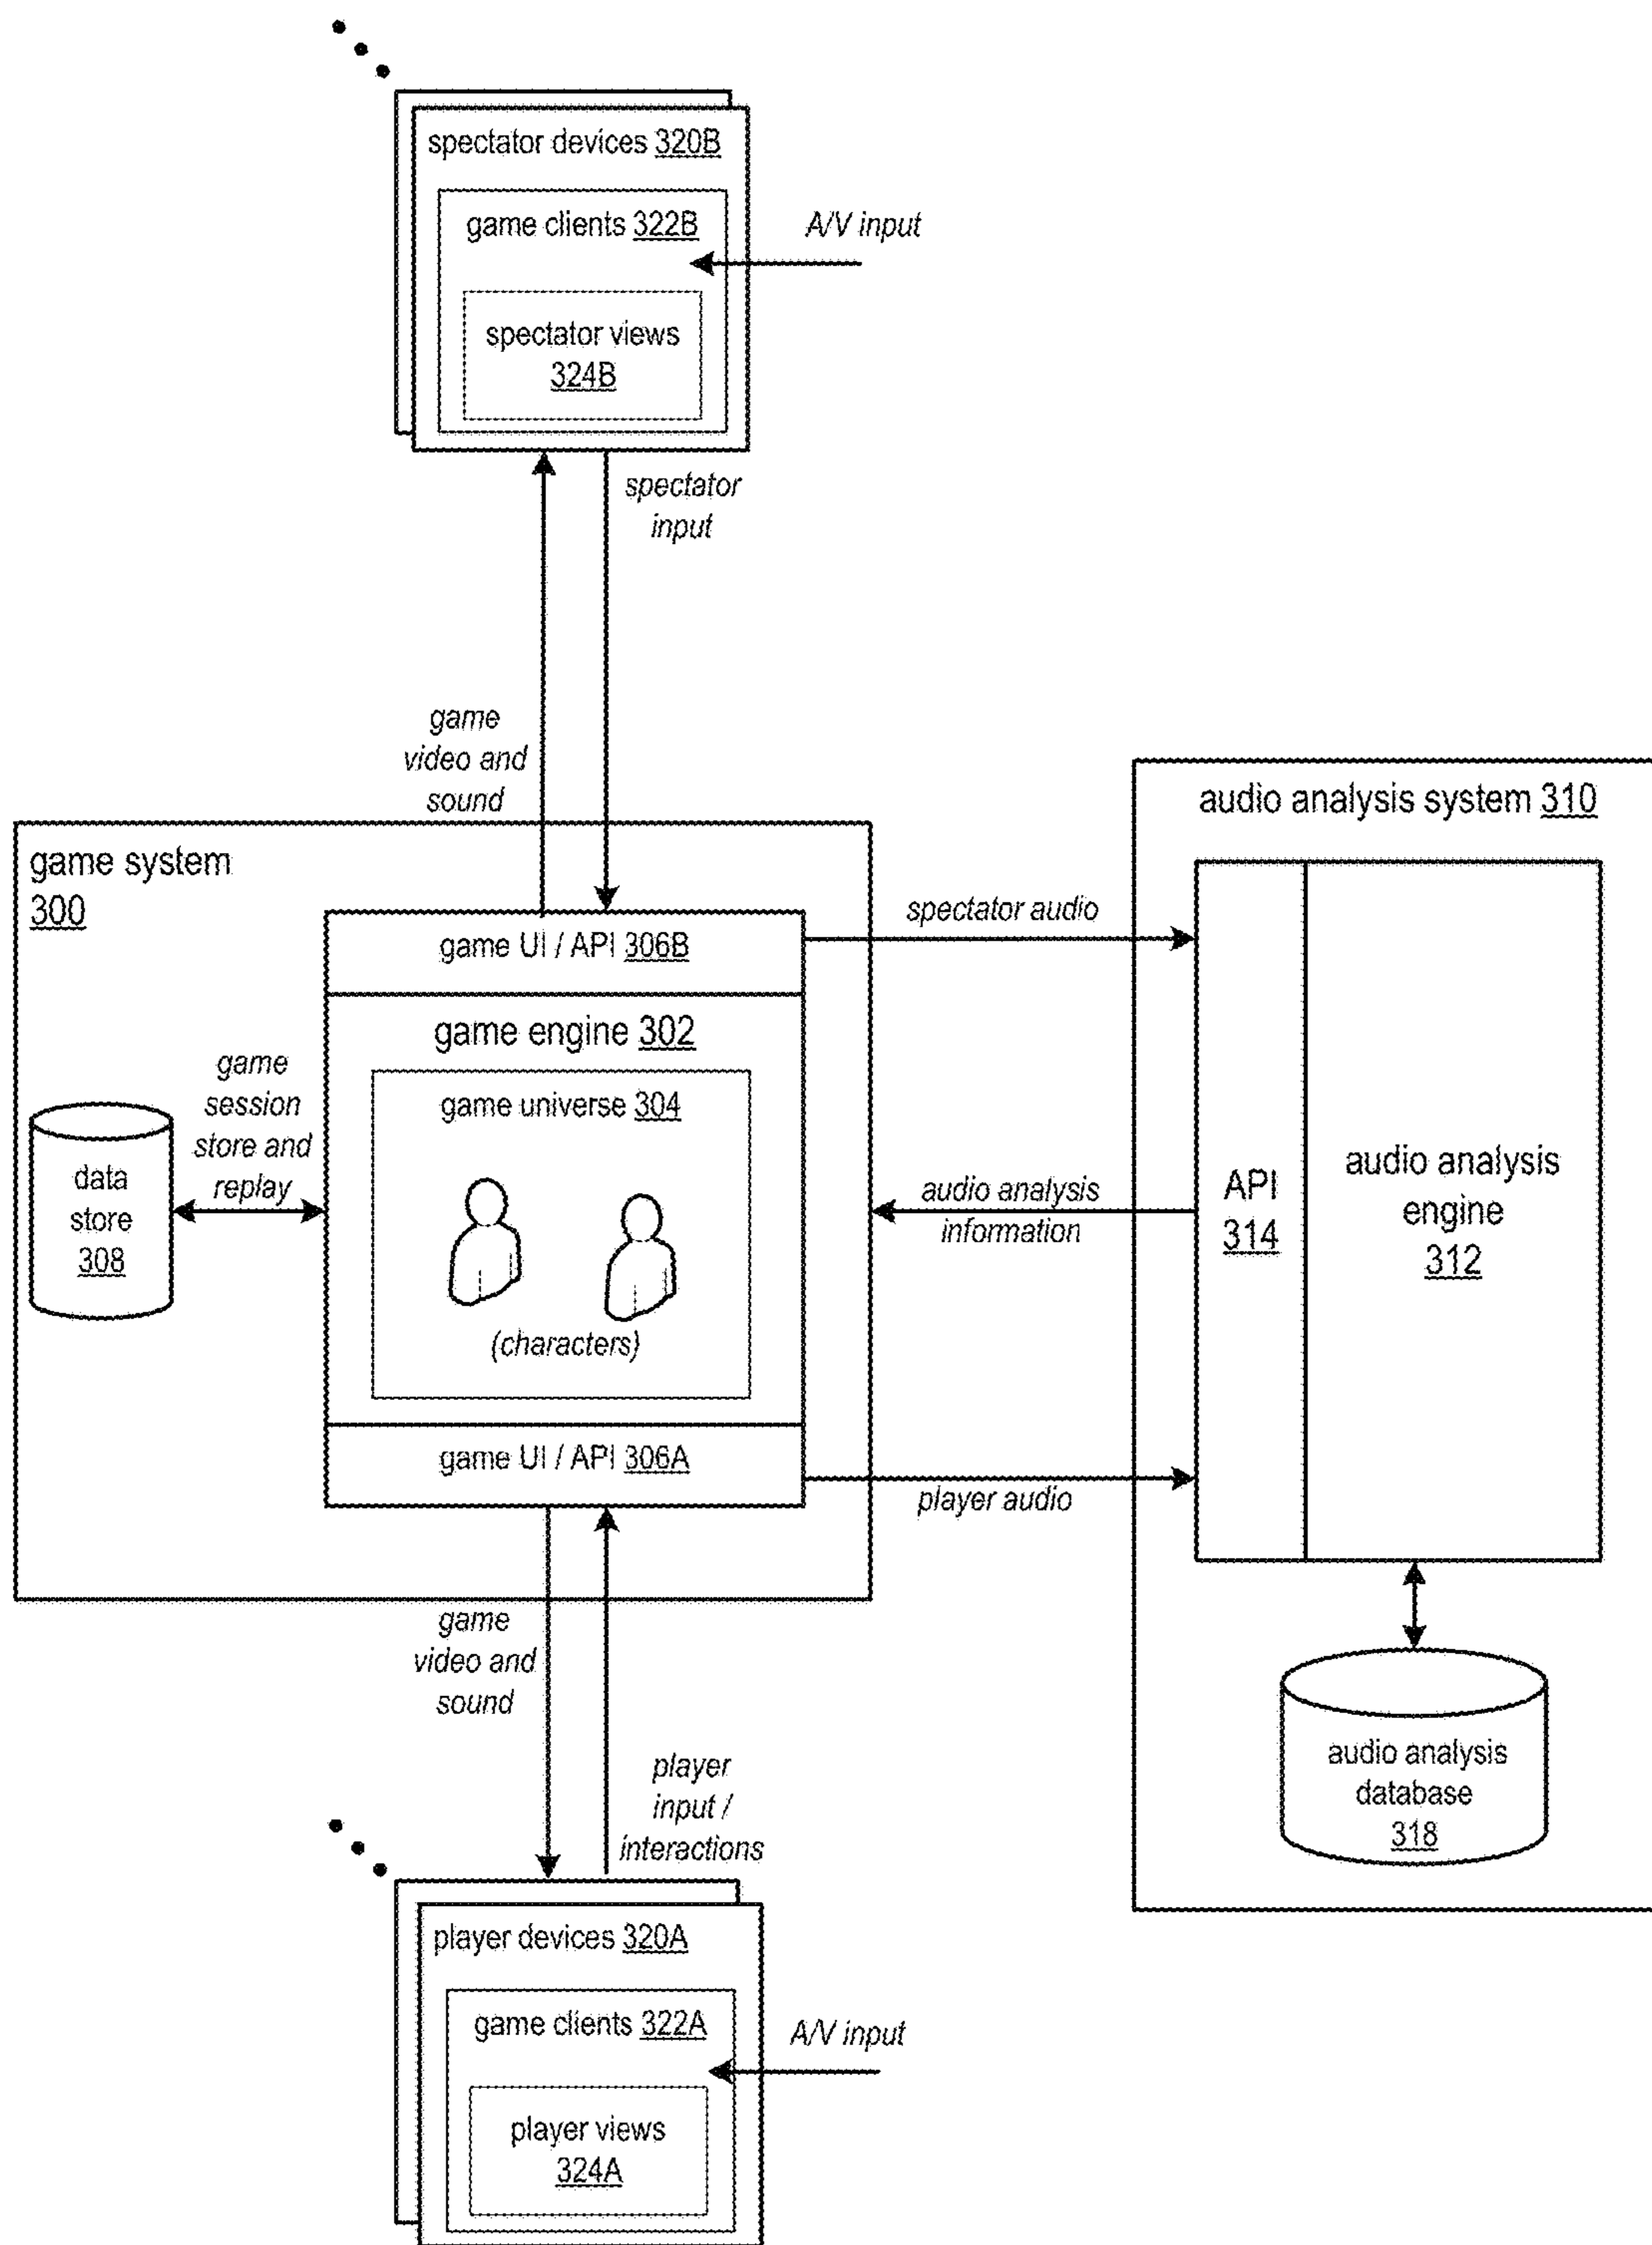 spectator devices 320B
game clients 322B
A/V input
spectator views
324B
spectator
input
game
video and
sound
audio analysis system 310
game system
300
spectator audio
game UI / API 306B
game engine 302
game
session
store and
replay
game universe 304
data
store
308
(characters)
audio analysis
information
API
314
audio analysis
engine
312
game UI / API 306A
player audio
game
video and
sound
player
input /
interactions
audio analysis
database
318
player devices 320A
game clients 322A
A/V input
player views
324A